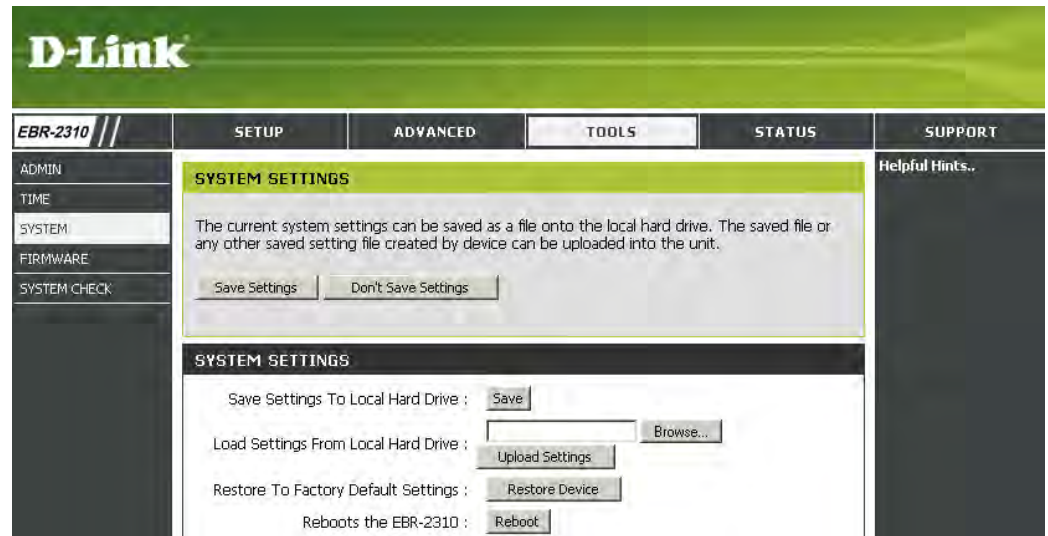 D-Link
EBR-2310 SETUP ADVANCED TOOLS STATUS SUPPORT
ADMIN
TIME
SYSTEM
FIRMWARE
SYSTEM CHECK
SYSTEM SETTINGS
The current system settings can be saved as a file onto the local hard drive. The saved file or
any other saved setting file created by device can be uploaded into the unit.
Save Settings Don't Save Settings
SYSTEM SETTINGS
Save Settings To Local Hard Drive : Save
Load Settings From Local Hard Drive : Browse...
Upload Settings
Restore To Factory Default Settings : Restore Device
Reboots the EBR-2310 : Reboot
Helpful Hints..